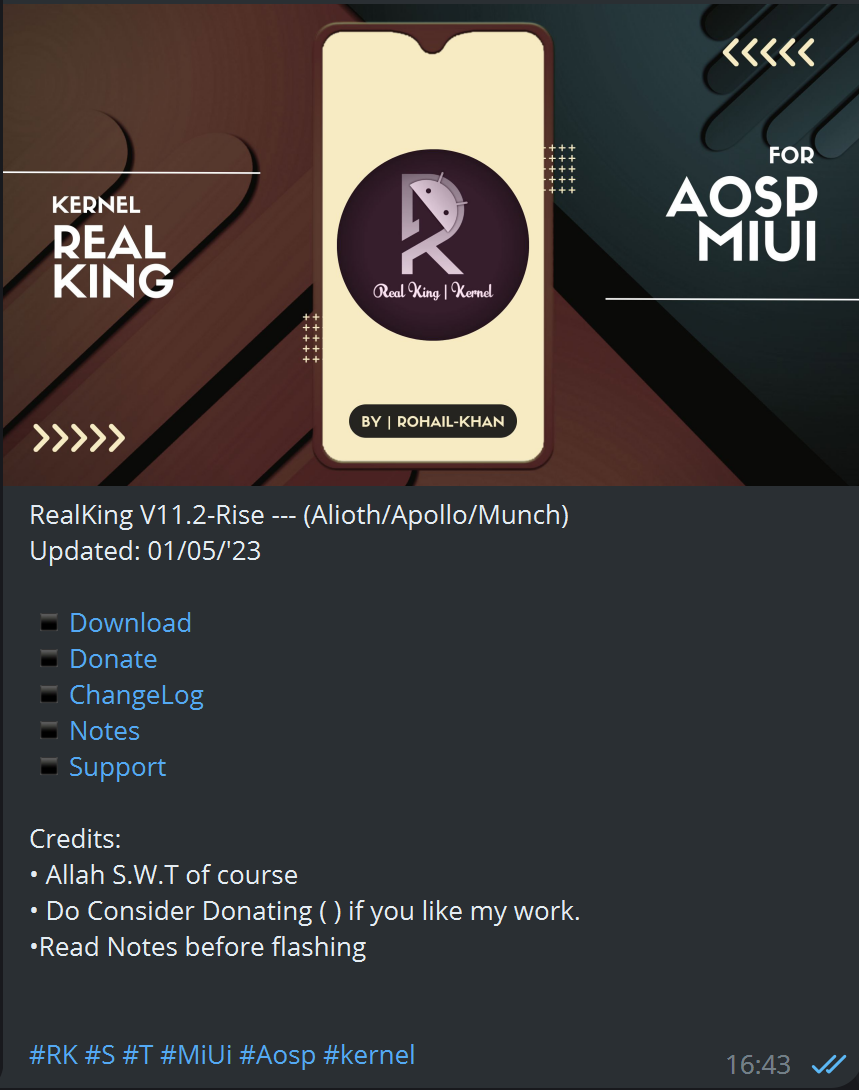 KERNEL
REAL
KING
Real King | Kernel
BY | ROHAIL-KHAN
FOR
AOSP
MIUI
RealKing V11.2-Rise --- (Alioth/Apollo/Munch)
Updated: 01/05/'23
Download
Donate
ChangeLog
Notes
Support
Credits:
• Allah S.W.T of course
• Do Consider Donating ( ) if you like my work.
•Read Notes before flashing
#RK #S #T #MiUi #Aosp #kernel
16:43